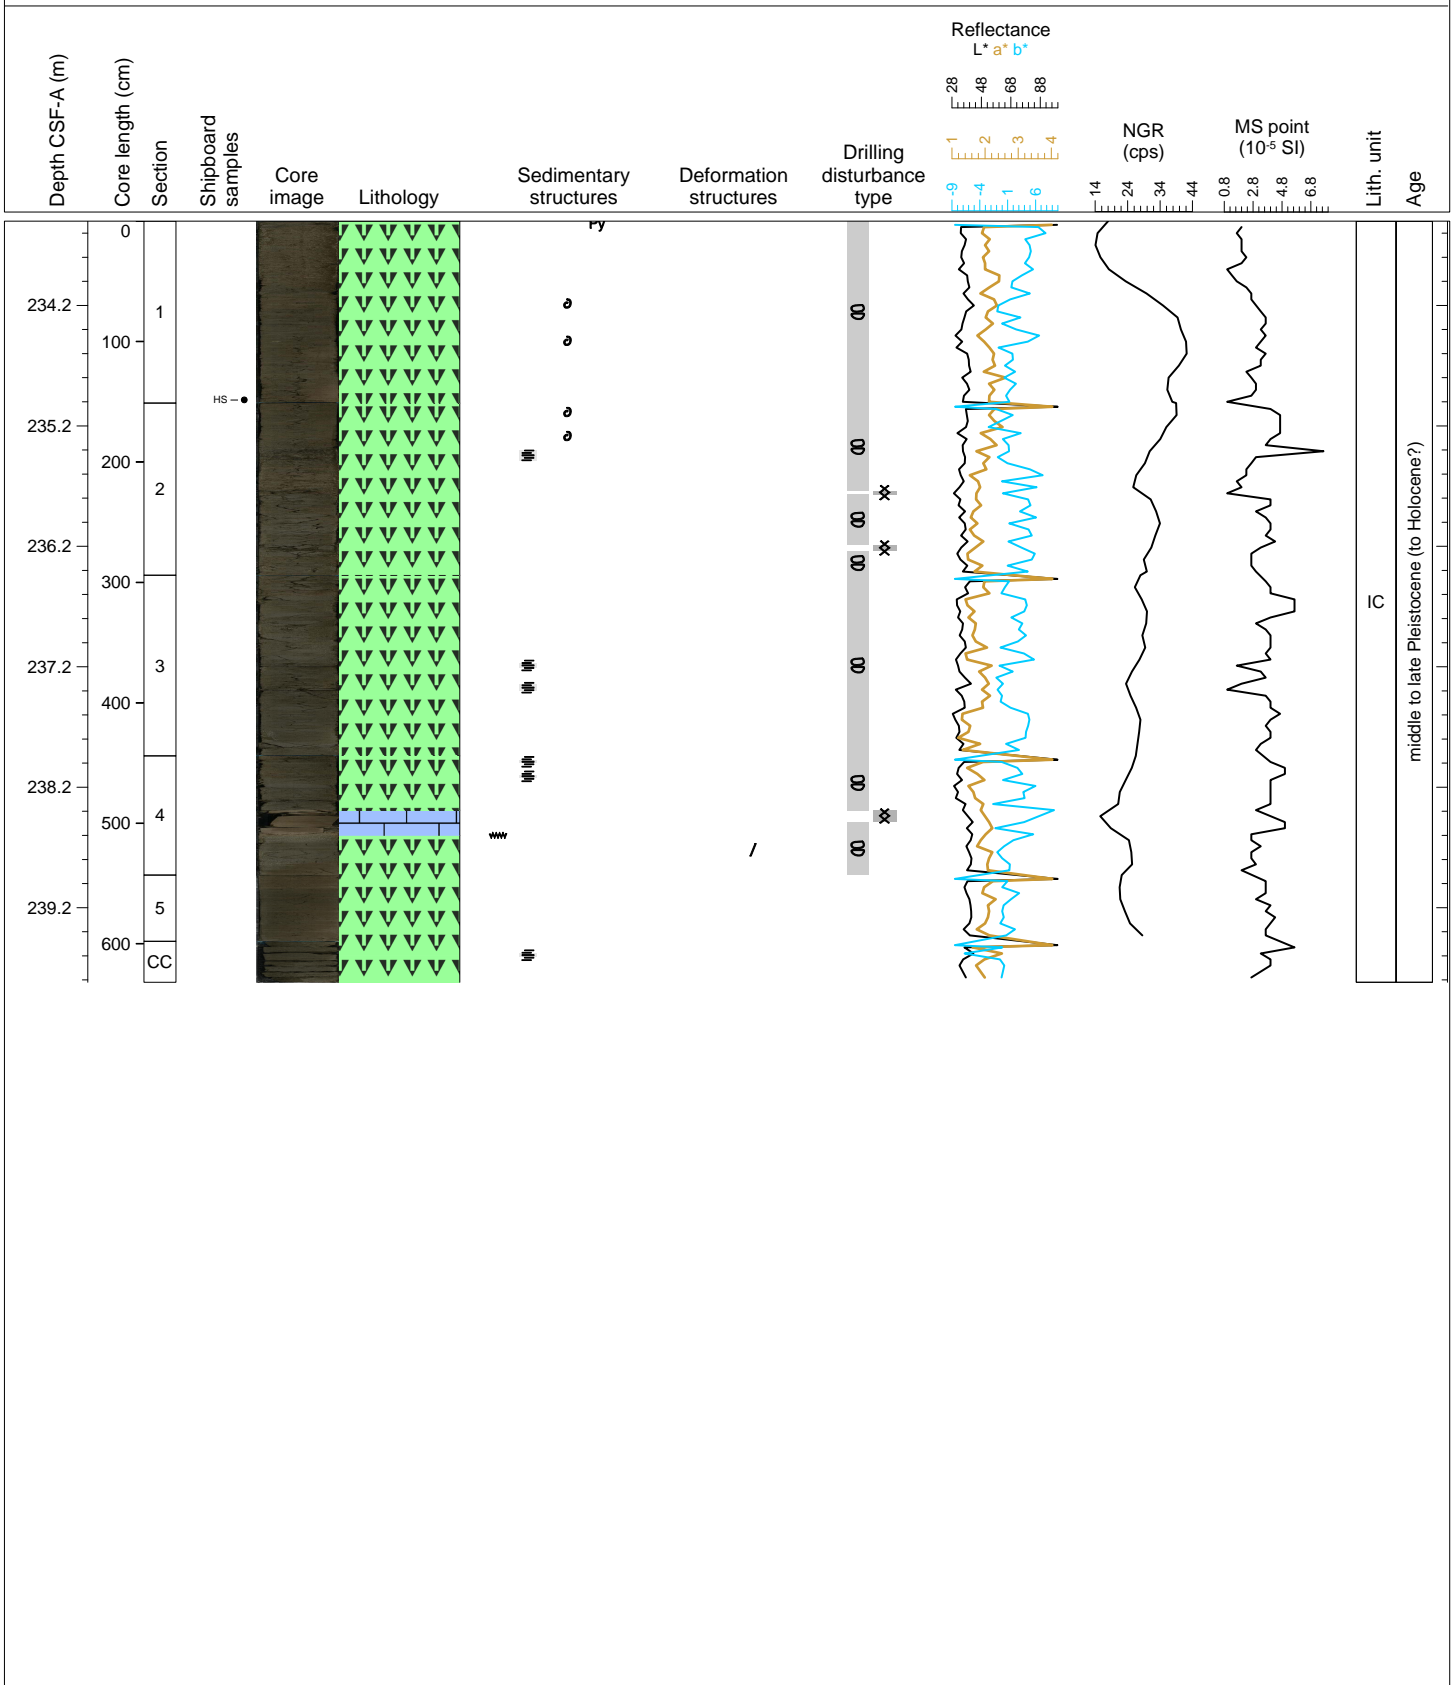 Depth CSF-A (m)
Core length (cm)
Section
Shipboard
samples
Core
image
Lithology
Sedimentary
structures
Deformation
structures
Drilling
disturbance
type
Reflectance
L* a* b*
28 48 68 88
1 2 3 4
-9 -4 1 6
NGR
(cps)
14 24 34 44
MS point
(10-5 SI)
0.8 2.8 4.8 6.8
Lith. unit
Age
0
Py
234.2
1
100
HS
235.2
200
2
236.2
300
IC
middle to late Pleistocene (to Holocene?)
237.2
3
400
238.2
4
500
239.2
5
600
CC